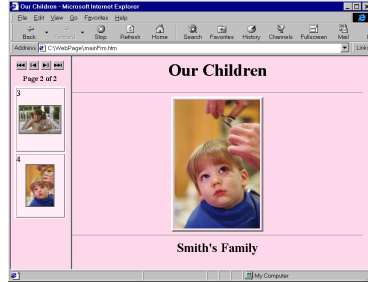 Our Children - Microsoft Internet Explorer
File Edit View Go Favorites Help
Back Forward Stop Refresh Home Search Favorites History Channels Fullscreen Mail
Address C:\WebPage\mainfrm.htm Links
Page 2 of 2
3
4
Our Children
Smith's Family
My Computer